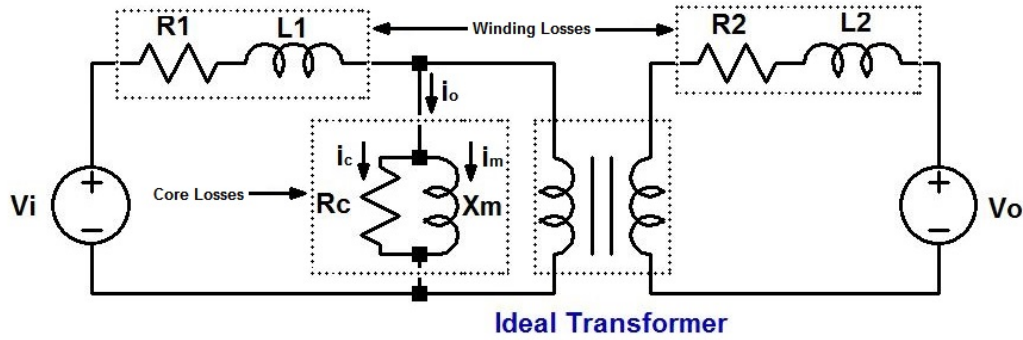 R1 L1
Winding Losses
R2 L2
io
ic
im
Core Losses
Rc
Xm
Vi
Vo
Ideal Transformer